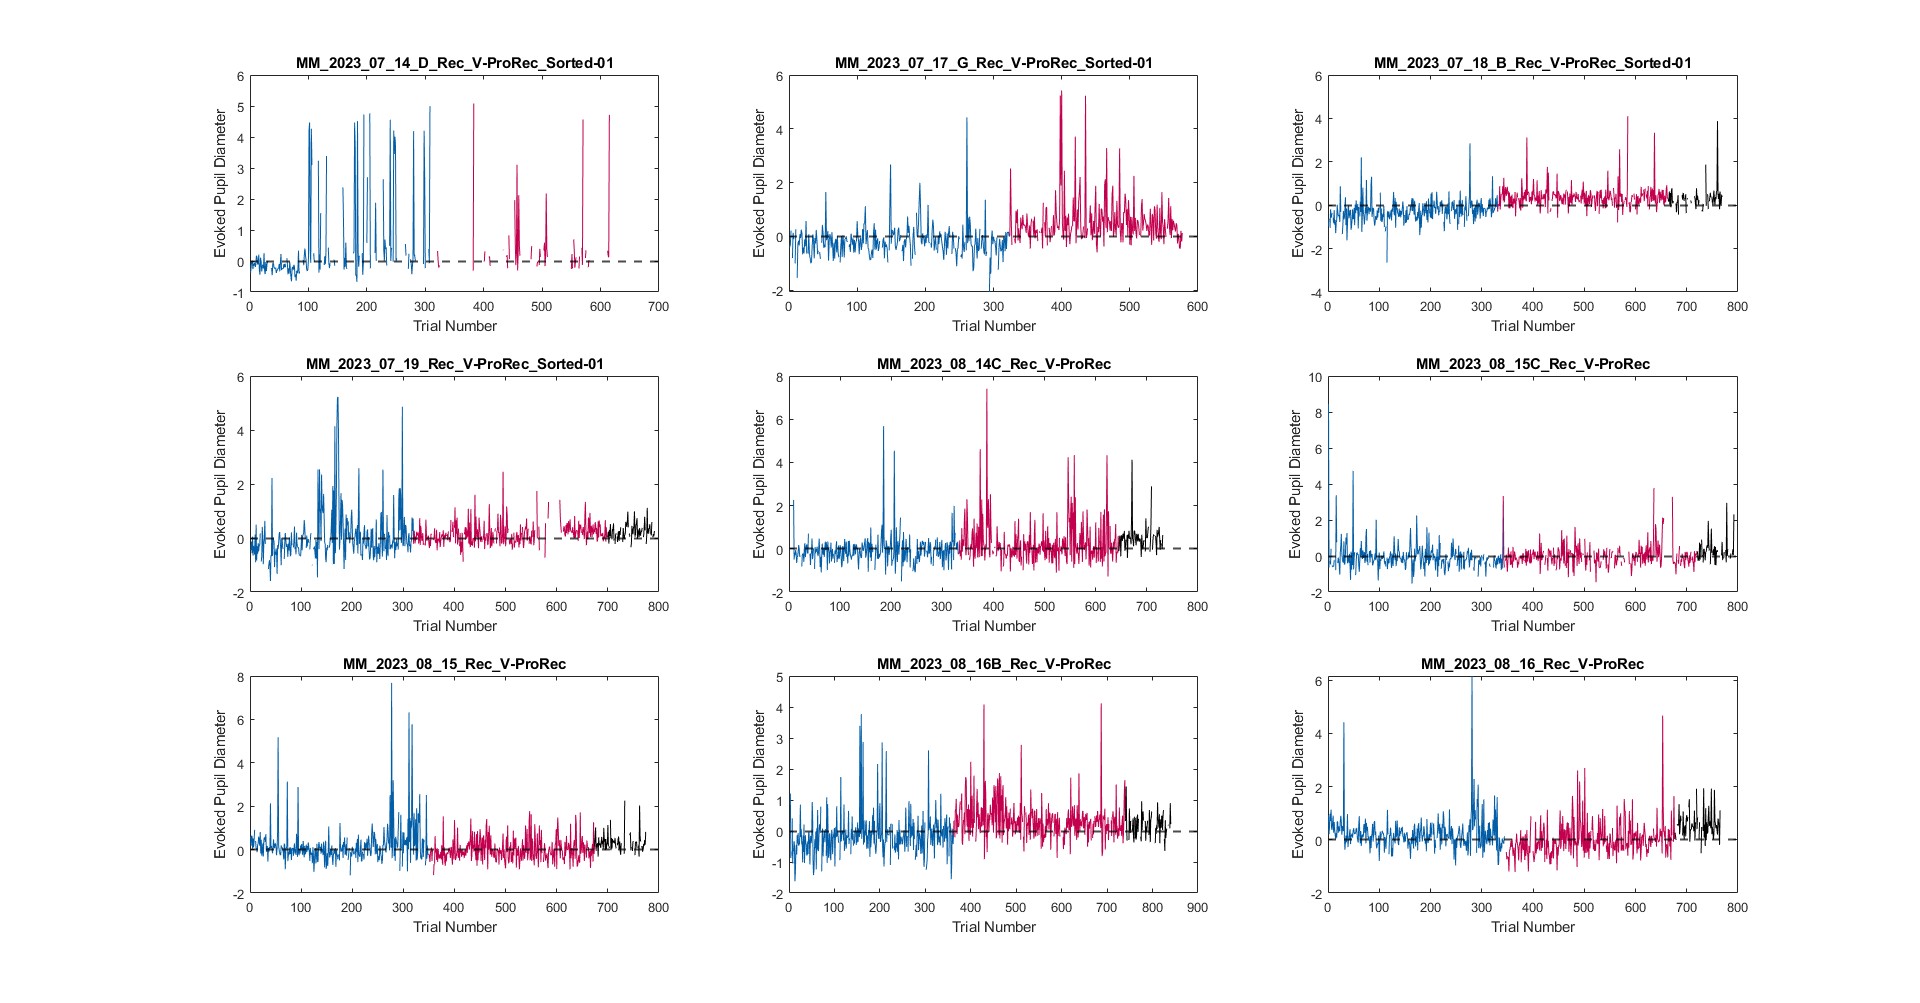 MM_2023_07_14_D_Rec_V-ProRec_Sorted-01
6
5
4
3
2
1
0
-1
Evoked Pupil Diameter
0 100 200 300 400 500 600 700
Trial Number
MM_2023_07_17_G_Rec_V-ProRec_Sorted-01
6
4
2
0
-2
Evoked Pupil Diameter
0 100 200 300 400 500 600
Trial Number
MM_2023_07_18_B_Rec_V-ProRec_Sorted-01
6
4
2
0
-2
-4
Evoked Pupil Diameter
0 100 200 300 400 500 600 700 800
Trial Number
MM_2023_07_19_Rec_V-ProRec_Sorted-01
6
4
2
0
-2
Evoked Pupil Diameter
0 100 200 300 400 500 600 700 800
Trial Number
MM_2023_08_14C_Rec_V-ProRec
8
6
4
2
0
-2
Evoked Pupil Diameter
0 100 200 300 400 500 600 700 800
Trial Number
MM_2023_08_15C_Rec_V-ProRec
10
8
6
4
2
0
-2
Evoked Pupil Diameter
0 100 200 300 400 500 600 700 800
Trial Number
MM_2023_08_15_Rec_V-ProRec
8
6
4
2
0
-2
Evoked Pupil Diameter
0 100 200 300 400 500 600 700 800
Trial Number
MM_2023_08_16B_Rec_V-ProRec
5
4
3
2
1
0
-1
-2
Evoked Pupil Diameter
0 100 200 300 400 500 600 700 800 900
Trial Number
MM_2023_08_16_Rec_V-ProRec
6
4
2
0
-2
Evoked Pupil Diameter
0 100 200 300 400 500 600 700 800
Trial Number